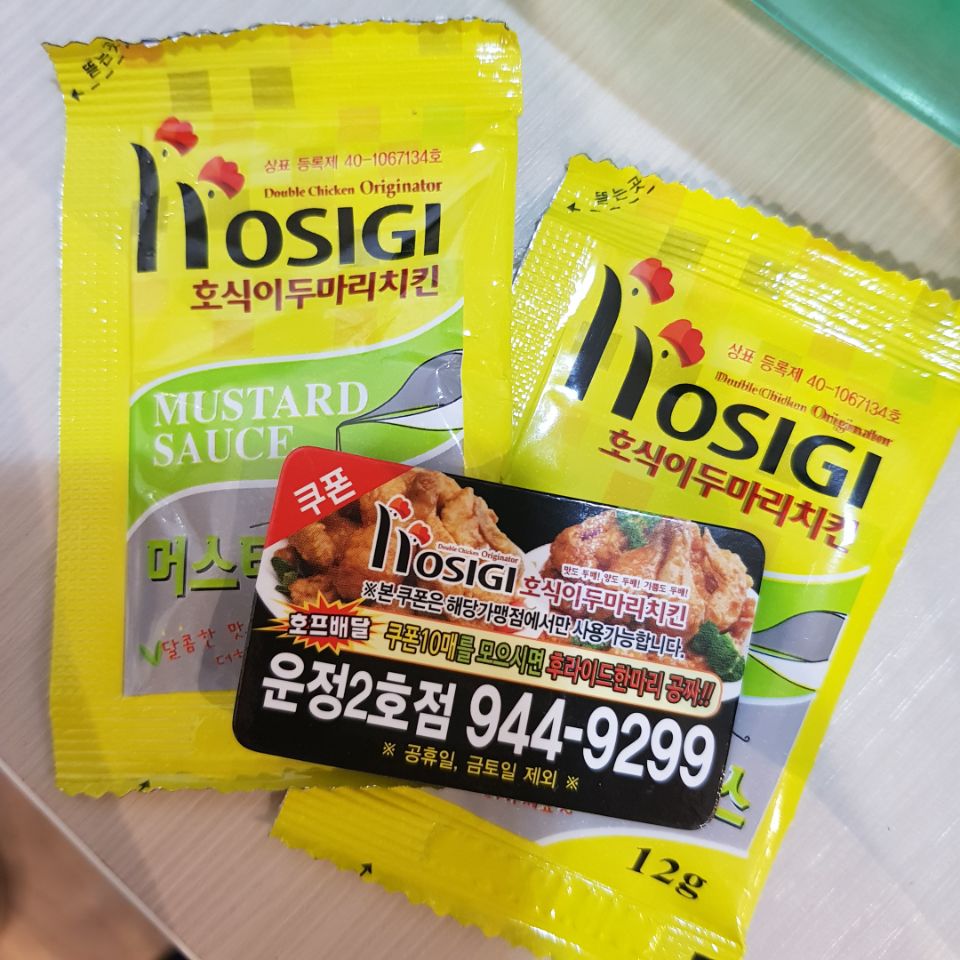 뜯는곳
상표 등록제 40-1067134호
Double Chicken Originator
HOSIGI
호식이두마리치킨
MUSTARD
SAUCE
머스터
달콤한 맛
뜯는곳
상표 등록제 40-1067134호
Double Chicken Originator
HOSIGI
호식이두마리치킨
스
12g
쿠폰
Double Chicken Originator
HOSIGI
맛도 두배! 양도 두배! 기쁨도 두배!
호식이두마리치킨
※본 쿠폰은 해당가맹점에서만 사용가능합니다.
호프배달
쿠폰10매를 모으시면 후라이드한마리 공짜!!
운정2호점 944-9299
※ 공휴일, 금토일 제외 ※